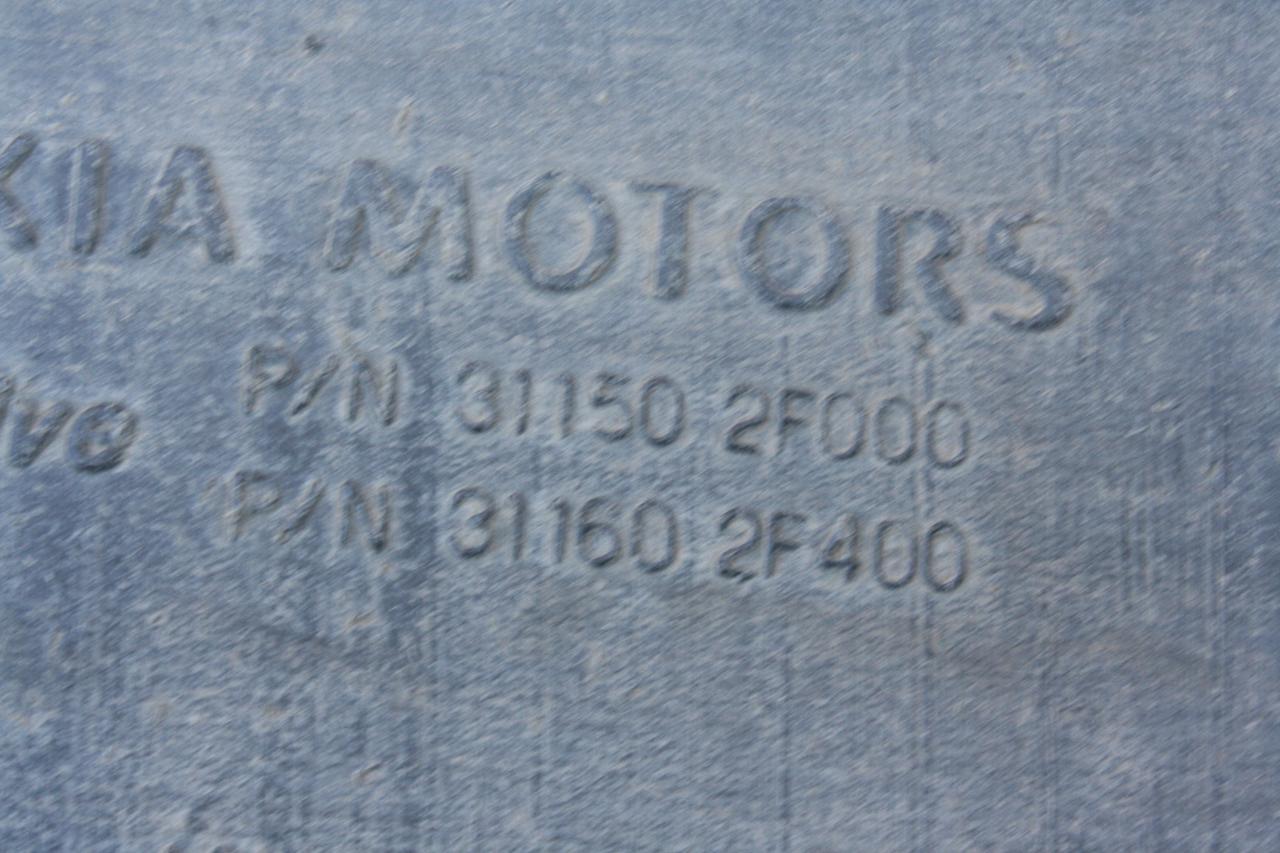 KIA MOTORS
P/N 31150 2F000
P/N 31160 2F400